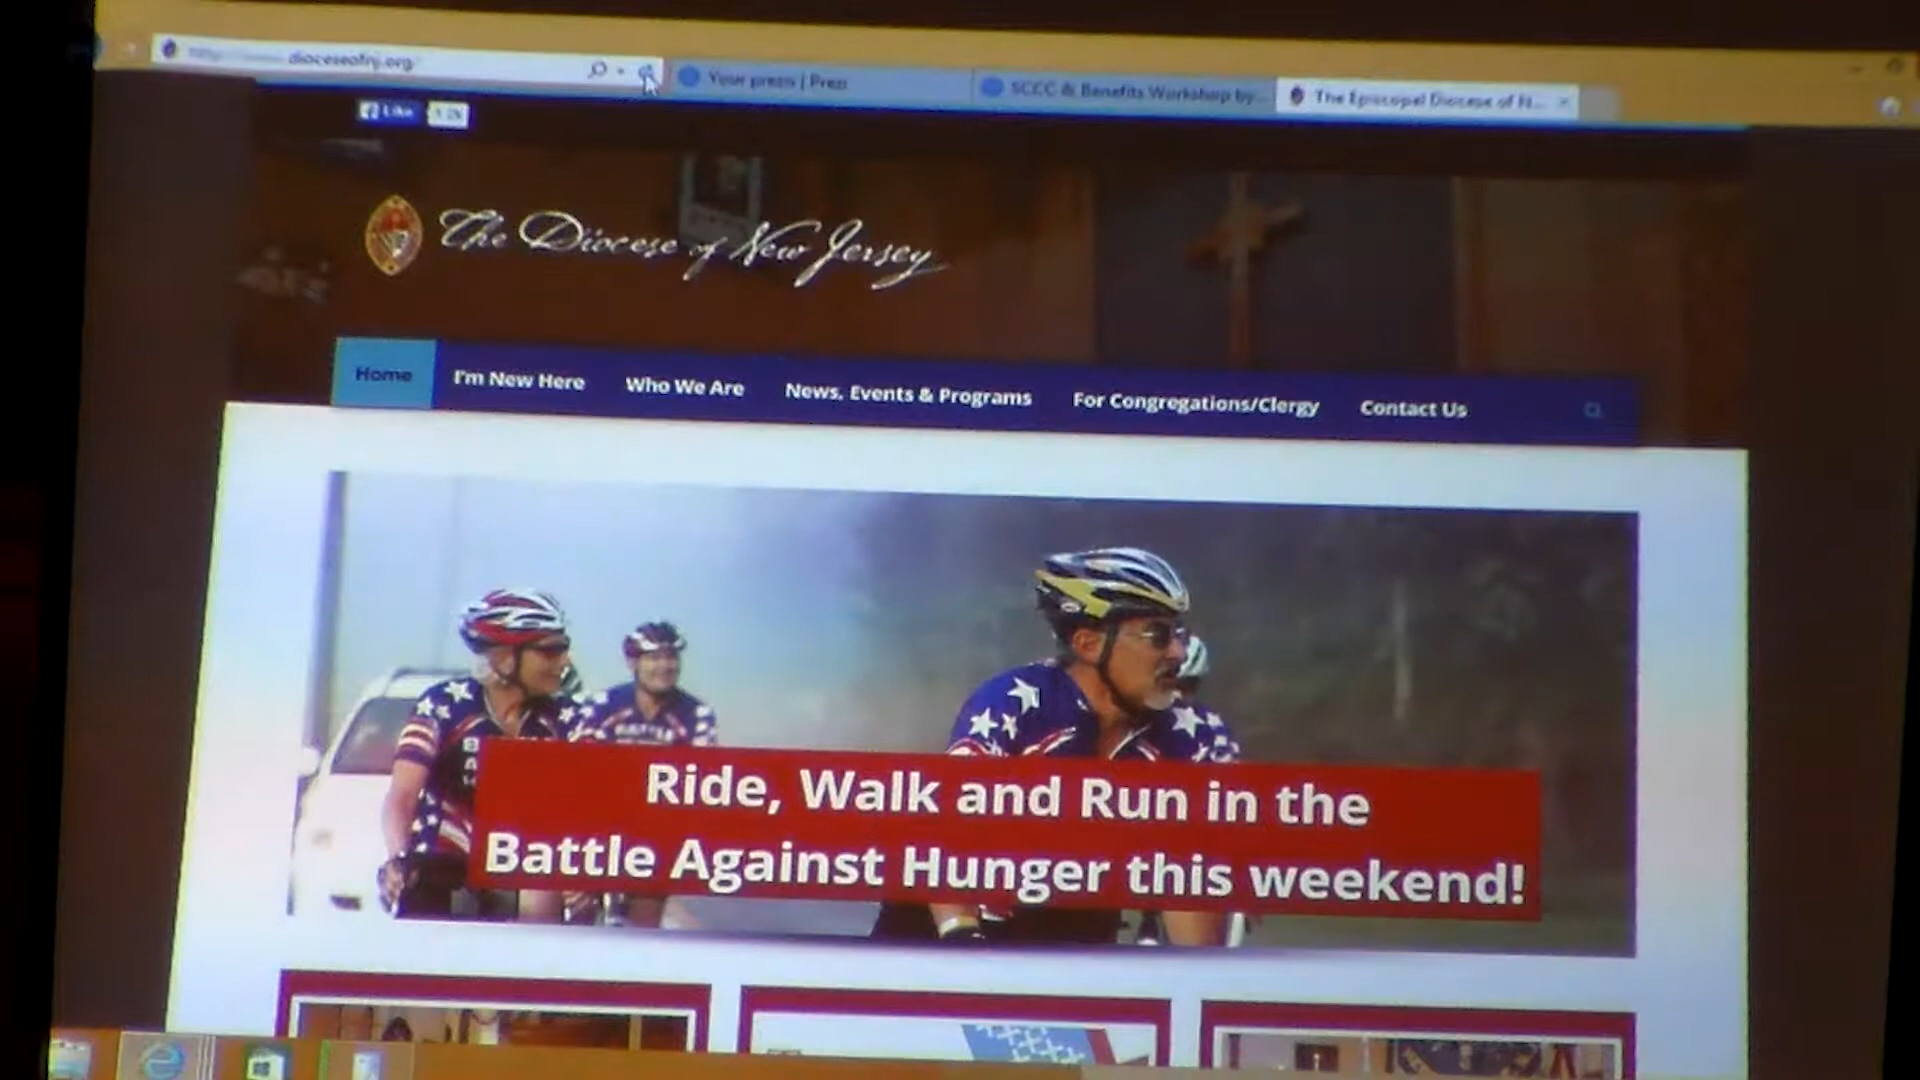 dioceseofnj.org
Your prezis | Prezi
SCCC & Benefits Workshop by...
The Episcopal Diocese of N...
Like
The Diocese of New Jersey
Home
I'm New Here
Who We Are
News, Events & Programs
For Congregations/Clergy
Contact Us
Ride, Walk and Run in the
Battle Against Hunger this weekend!